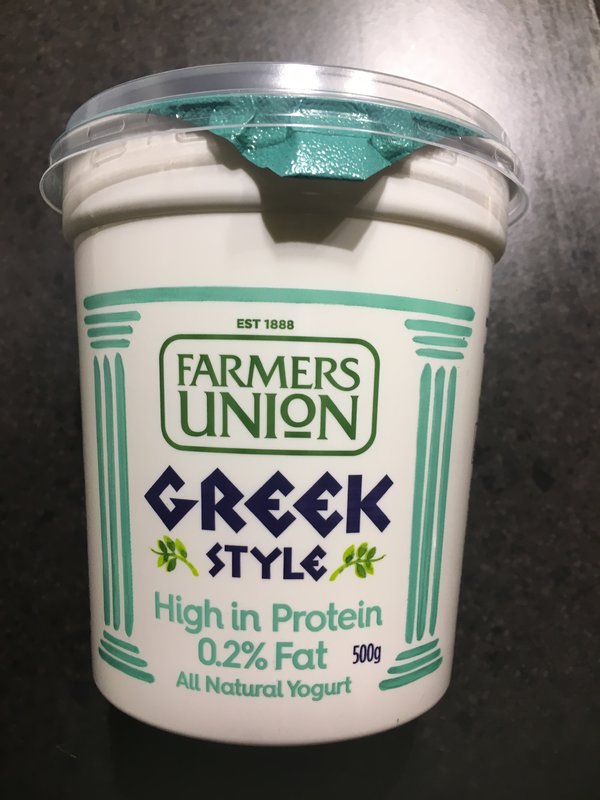 EST 1888
FARMERS
UNION
GREEK
STYLE
High in Protein
0.2% Fat 500g
All Natural Yogurt